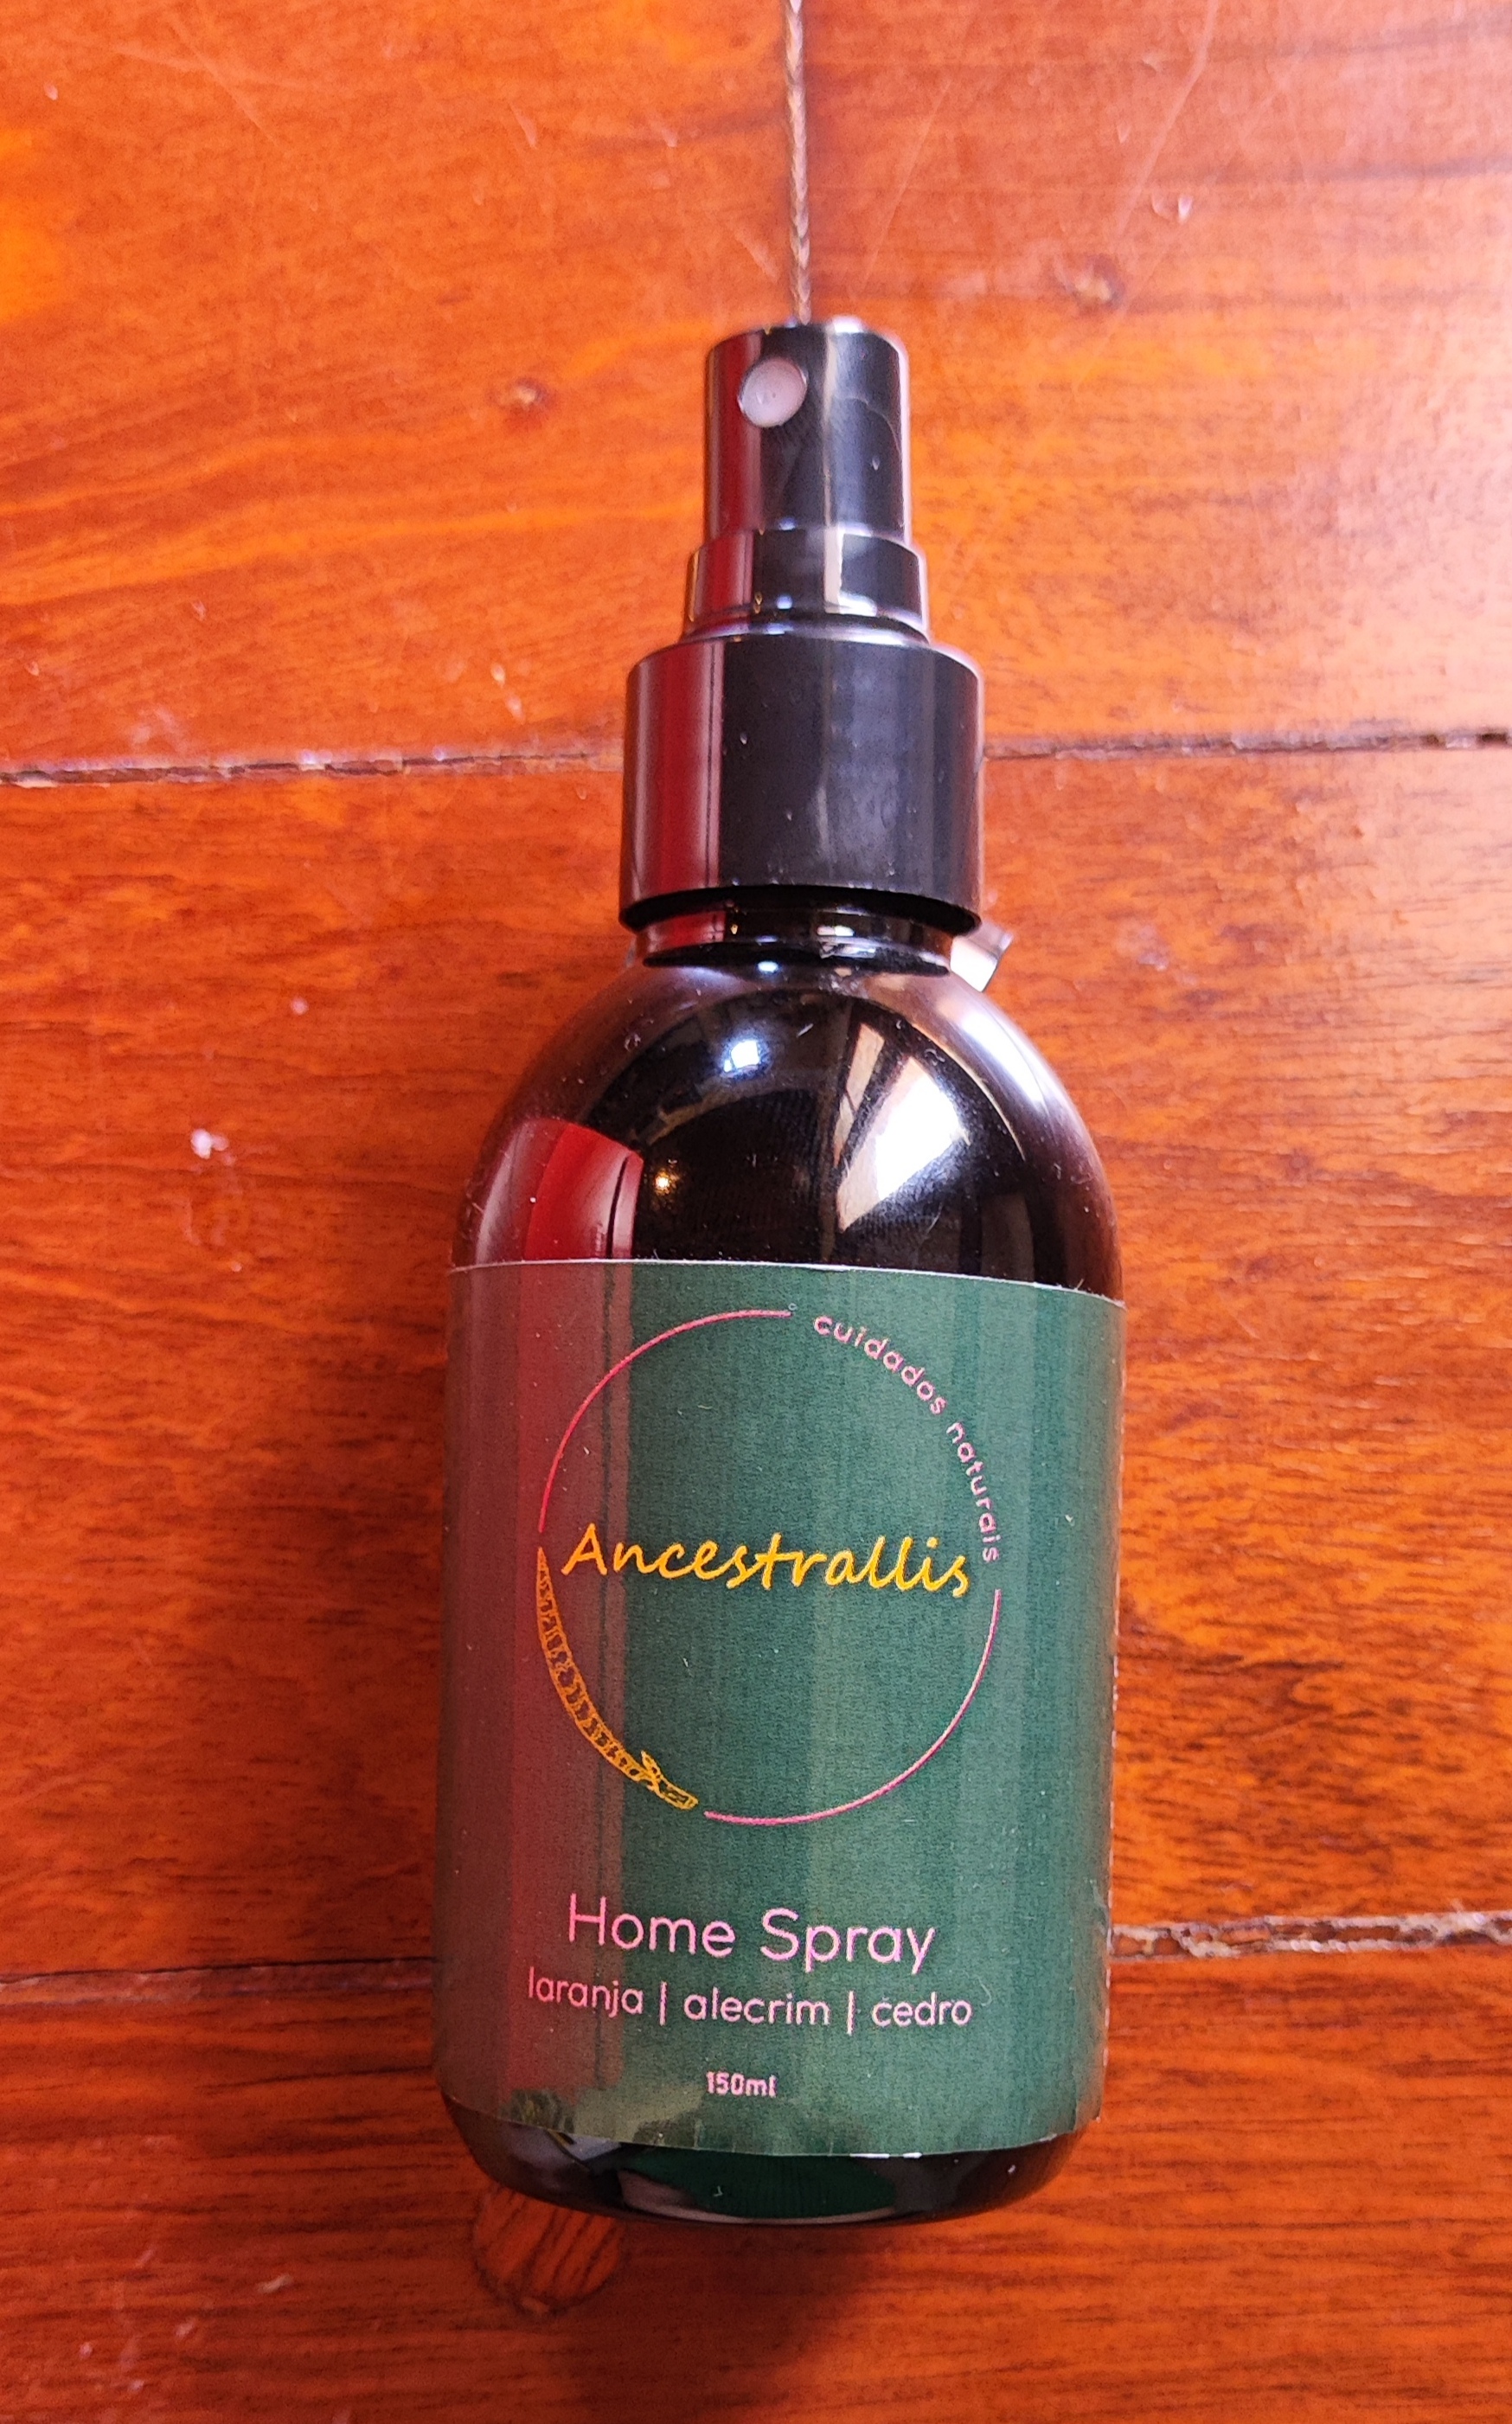 cuidados naturais
Ancestrallis
Home Spray
laranja | alecrim | cedro
150ml